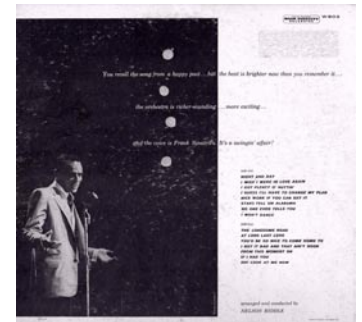 You recall the song from a happy past... but the beat is brighter now than you remember it...
the orchestra is richer-sounding ... more exciting...
and the voice is Frank Sinatra's. It's a swingin' affair!
NIGHT AND DAY
I WISH I WERE IN LOVE AGAIN
I GOT PLENTY O' NUTTIN'
I GUESS I'LL HAVE TO CHANGE MY PLAN
NICE WORK IF YOU CAN GET IT
STARS FELL ON ALABAMA
NO ONE EVER TELLS YOU
I WON'T DANCE
THE LONESOME ROAD
AT LONG LAST LOVE
YOU'D BE SO NICE TO COME HOME TO
I GOT IT BAD AND THAT AIN'T GOOD
FROM THIS MOMENT ON
IF I HAD YOU
OH! LOOK AT ME NOW
arranged and conducted by
NELSON RIDDLE